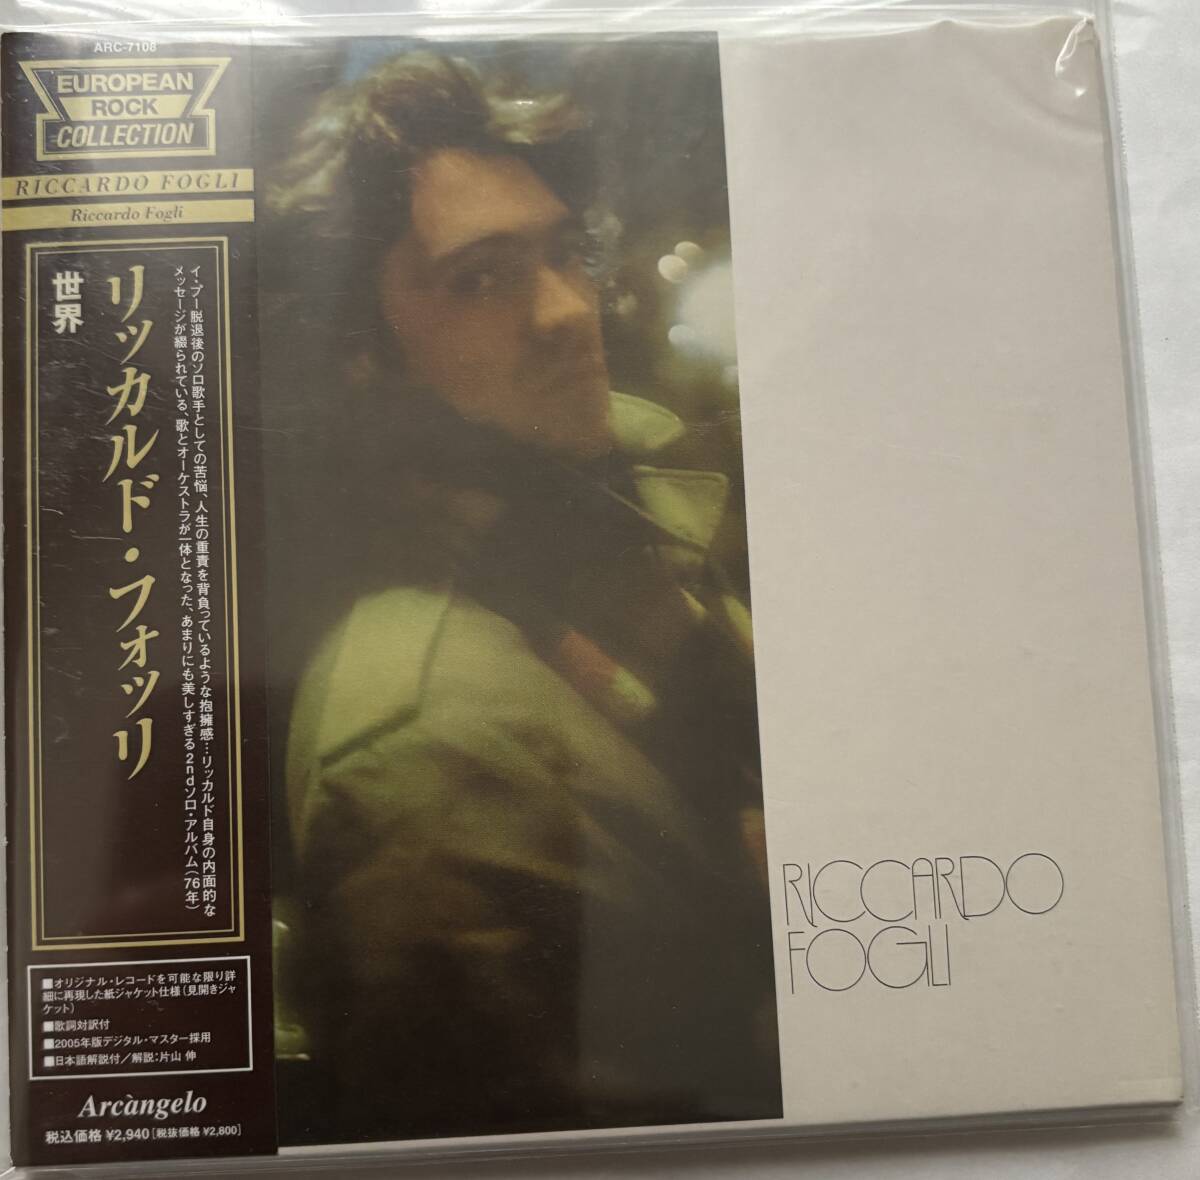 ARC-7108
EUROPEAN
ROCK
COLLECTION
RICCARDO FOGLI
Riccardo Fogli
イ・プー脱退後のソロ歌手としての苦悩、人生の重責を背負っているような抱擁感…リッカルド自身の内面的な
メッセージが綴られている、歌とオーケストラが一体となった、あまりにも美しすぎる2ndソロ・アルバム(76年)
リッカルド・フォッリ
世界
■オリジナル・レコードを可能な限り詳
細に再現した紙ジャケット仕様(見開きジャ
ケット)
■歌詞対訳付
■2005年版デジタル・マスター採用
■日本語解説付/解説:片山 伸
Arcàngelo
税込価格 ¥2,940[税抜価格 ¥2,800]
RICCARDO
FOGLI